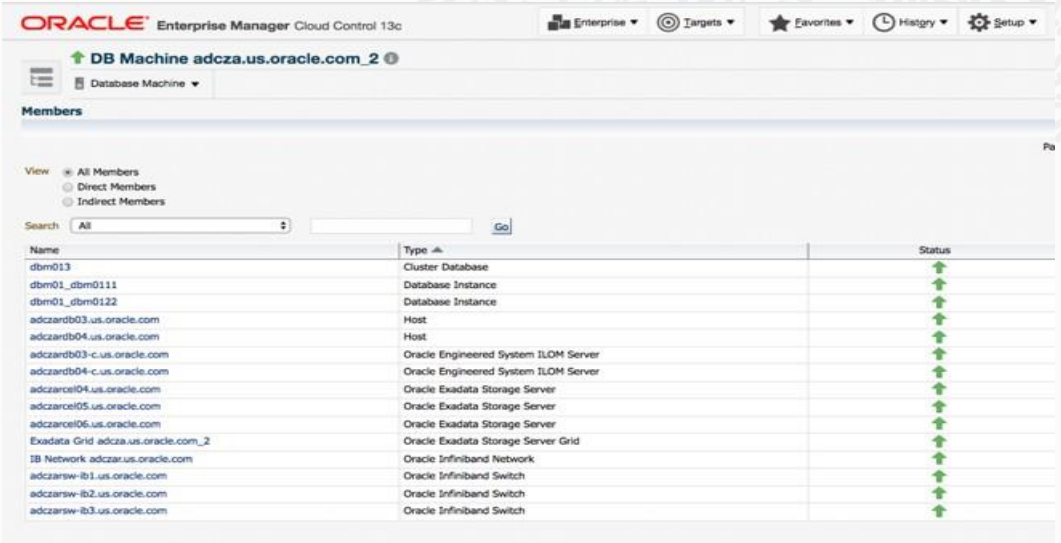 ORACLE Enterprise Manager Cloud Control 13c Enterprise Targets Favorites History Setup
DB Machine adcza.us.oracle.com_2
Database Machine
Members
Pa
View All Members
Direct Members
Indirect Members
Search All Go
Name Type Status
dbm013 Cluster Database
dbm01_dbm0111 Database Instance
dbm01_dbm0122 Database Instance
adczardb03.us.oracle.com Host
adczardb04.us.oracle.com Host
adczardb03-c.us.oracle.com Oracle Engineered System ILOM Server
adczardb04-c.us.oracle.com Oracle Engineered System ILOM Server
adczarcel04.us.oracle.com Oracle Exadata Storage Server
adczarcel05.us.oracle.com Oracle Exadata Storage Server
adczarcel06.us.oracle.com Oracle Exadata Storage Server
Exadata Grid adcza.us.oracle.com_2 Oracle Exadata Storage Server Grid
IB Network adczar.us.oracle.com Oracle Infiniband Network
adczarsw-ib1.us.oracle.com Oracle Infiniband Switch
adczarsw-ib2.us.oracle.com Oracle Infiniband Switch
adczarsw-ib3.us.oracle.com Oracle Infiniband Switch